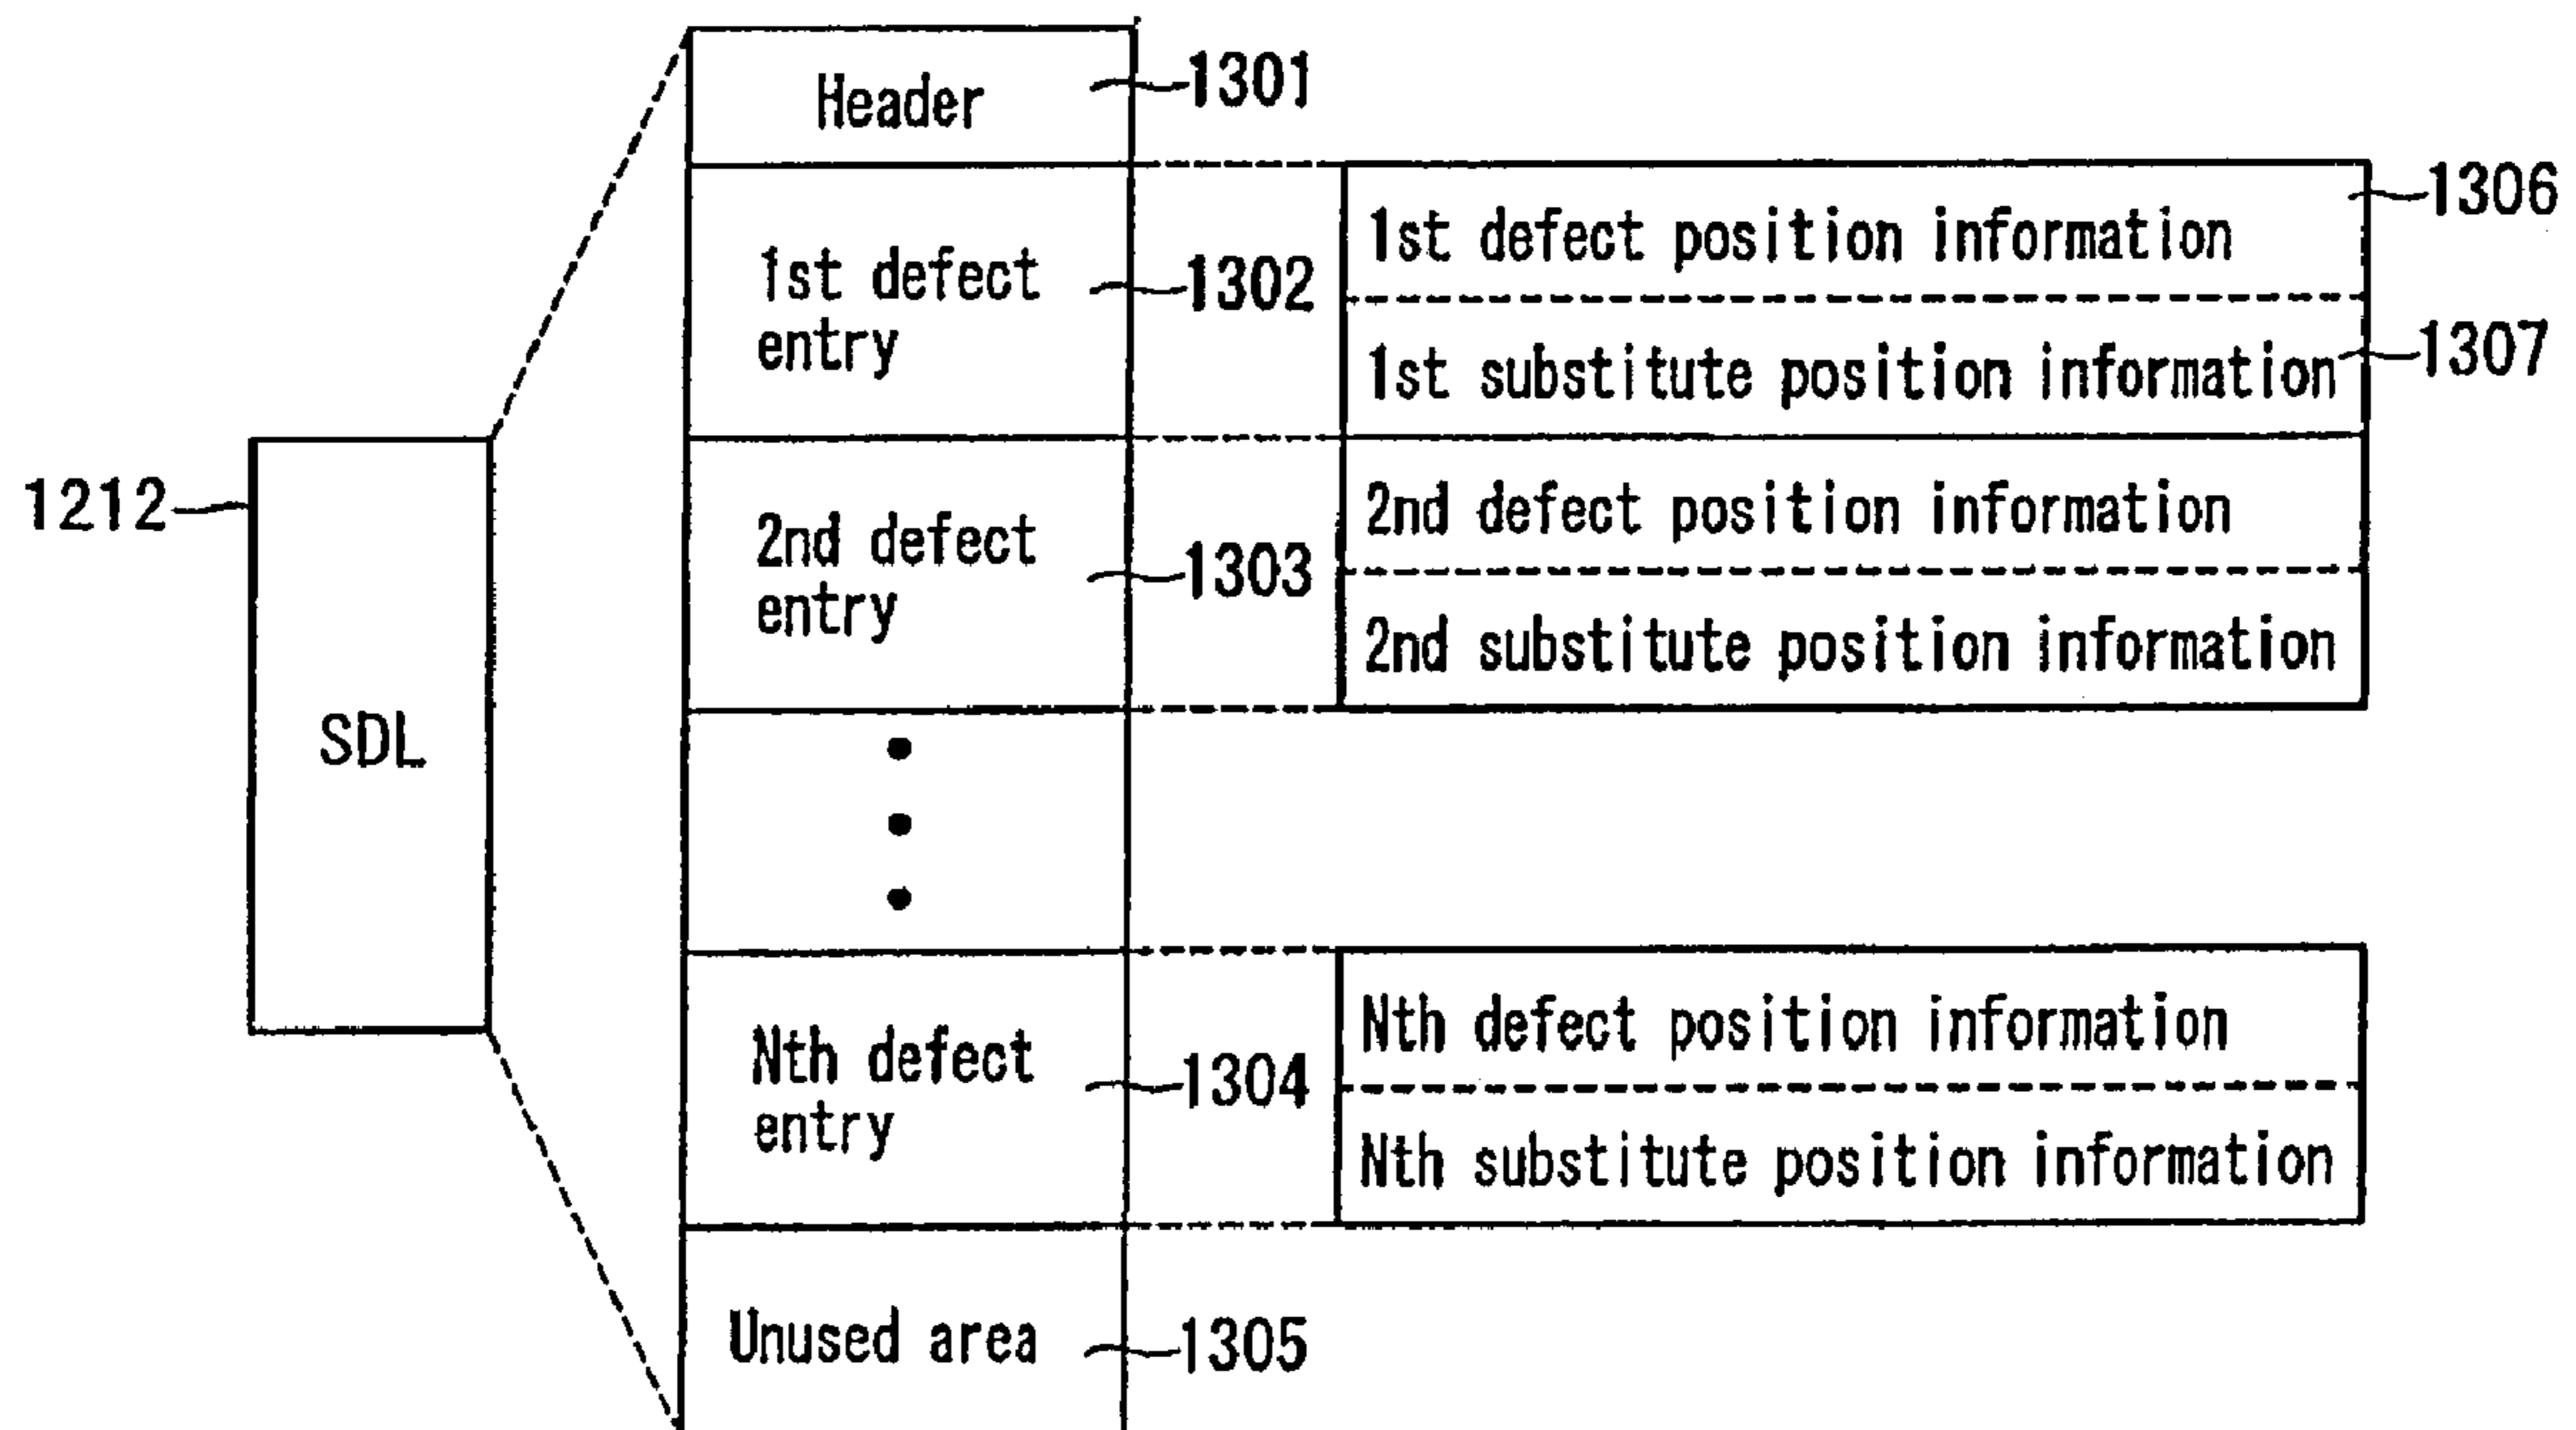 Header
1301
1306
1st defect position information
1st defect
entry
1302
1307
1st substitute position information
1212
2nd defect position information
2nd defect
entry
1303
2nd substitute position information
SDL
Nth defect position information
Nth defect
entry
1304
Nth substitute position information
Unused area
1305